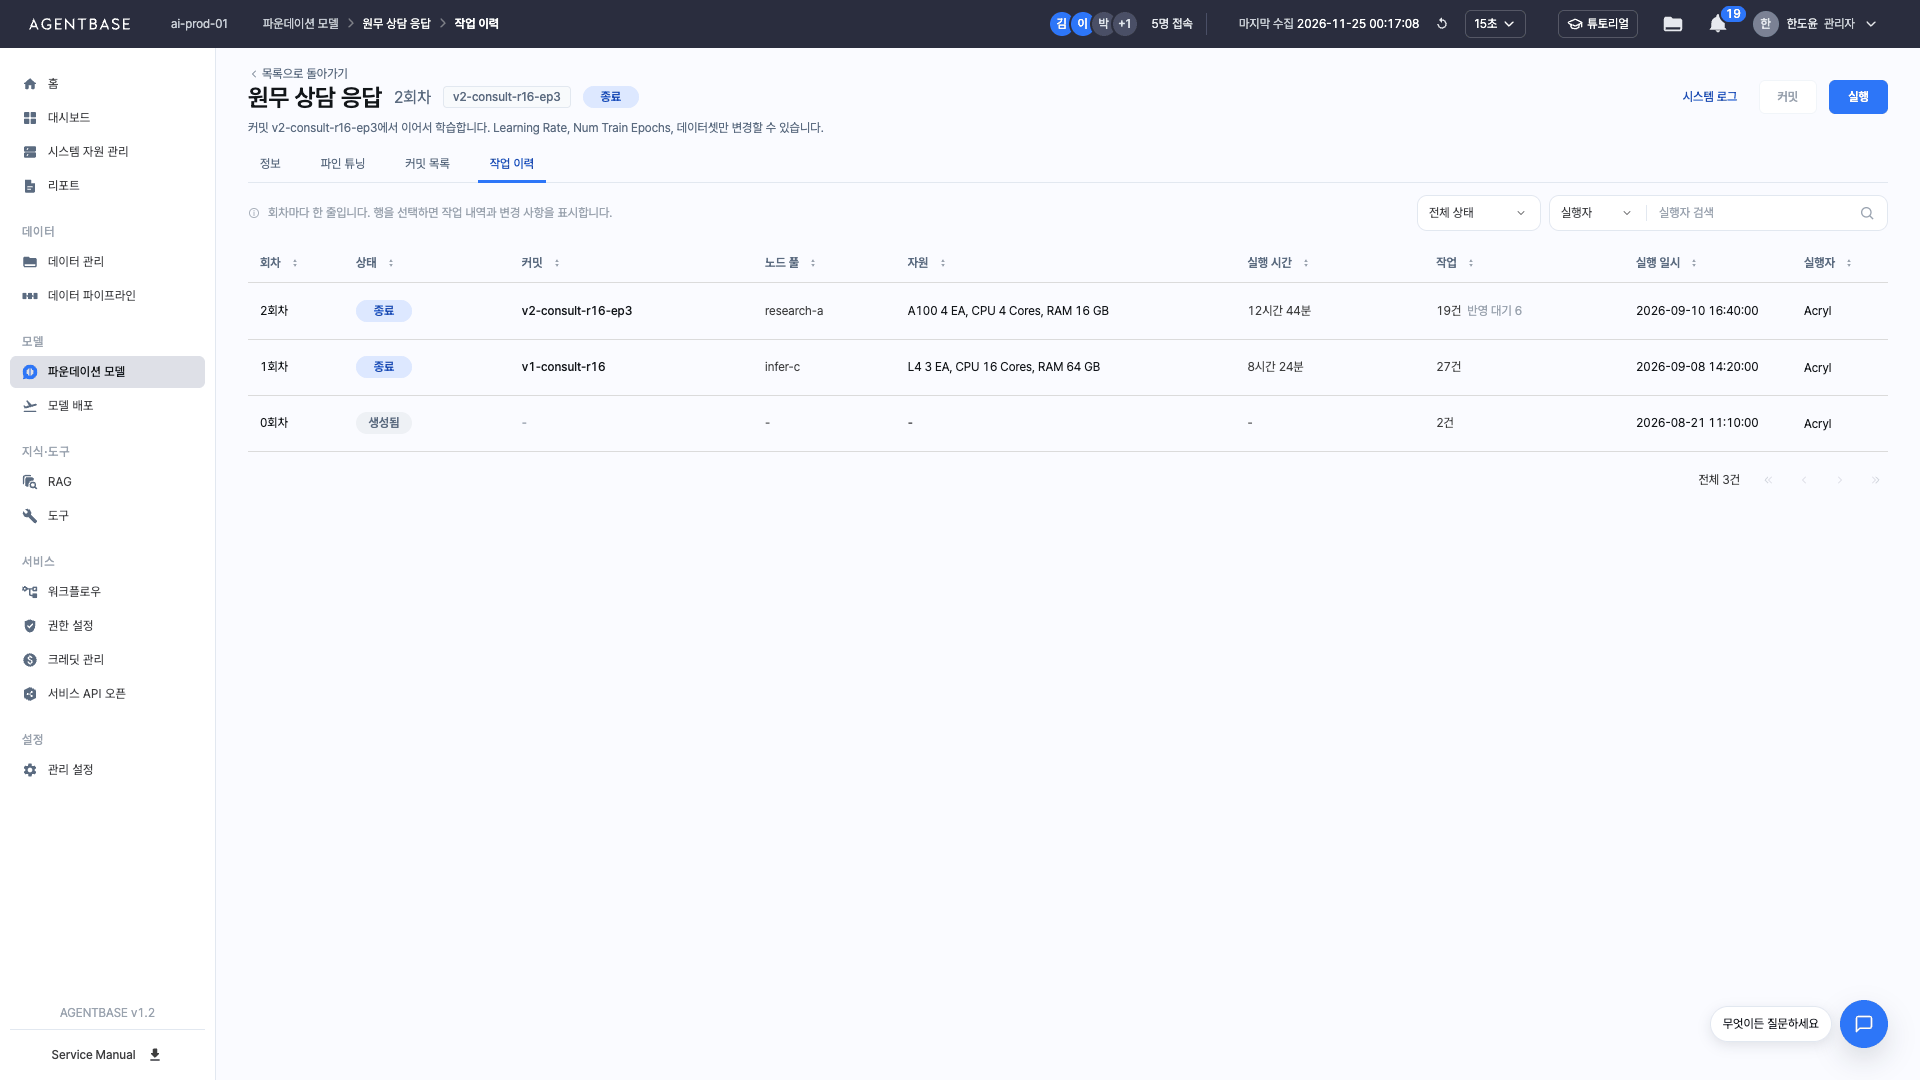 AGENTBASE
ai-prod-01
파운데이션 모델 > 원무 상담 응답 > 작업 이력
김 이 박 +1 5명 접속
마지막 수집 2026-11-25 00:17:08
15초
튜토리얼
19
한 한도윤 관리자
홈
대시보드
시스템 자원 관리
리포트
데이터
데이터 관리
데이터 파이프라인
모델
파운데이션 모델
모델 배포
지식·도구
RAG
도구
서비스
워크플로우
권한 설정
크레딧 관리
서비스 API 오픈
설정
관리 설정
AGENTBASE v1.2
Service Manual
목록으로 돌아가기
원무 상담 응답 2회차 v2-consult-r16-ep3 종료
시스템 로그 커밋 실행
커밋 v2-consult-r16-ep3에서 이어서 학습합니다. Learning Rate, Num Train Epochs, 데이터셋만 변경할 수 있습니다.
정보 파인 튜닝 커밋 목록 작업 이력
회차마다 한 줄입니다. 행을 선택하면 작업 내역과 변경 사항을 표시합니다.
전체 상태 실행자 실행자 검색
회차 상태 커밋 노드 풀 자원 실행 시간 작업 실행 일시 실행자
2회차 종료 v2-consult-r16-ep3 research-a A100 4 EA, CPU 4 Cores, RAM 16 GB 12시간 44분 19건 반영 대기 6 2026-09-10 16:40:00 Acryl
1회차 종료 v1-consult-r16 infer-c L4 3 EA, CPU 16 Cores, RAM 64 GB 8시간 24분 27건 2026-09-08 14:20:00 Acryl
0회차 생성됨 - - - - 2건 2026-08-21 11:10:00 Acryl
전체 3건 « ‹ › »
무엇이든 질문하세요